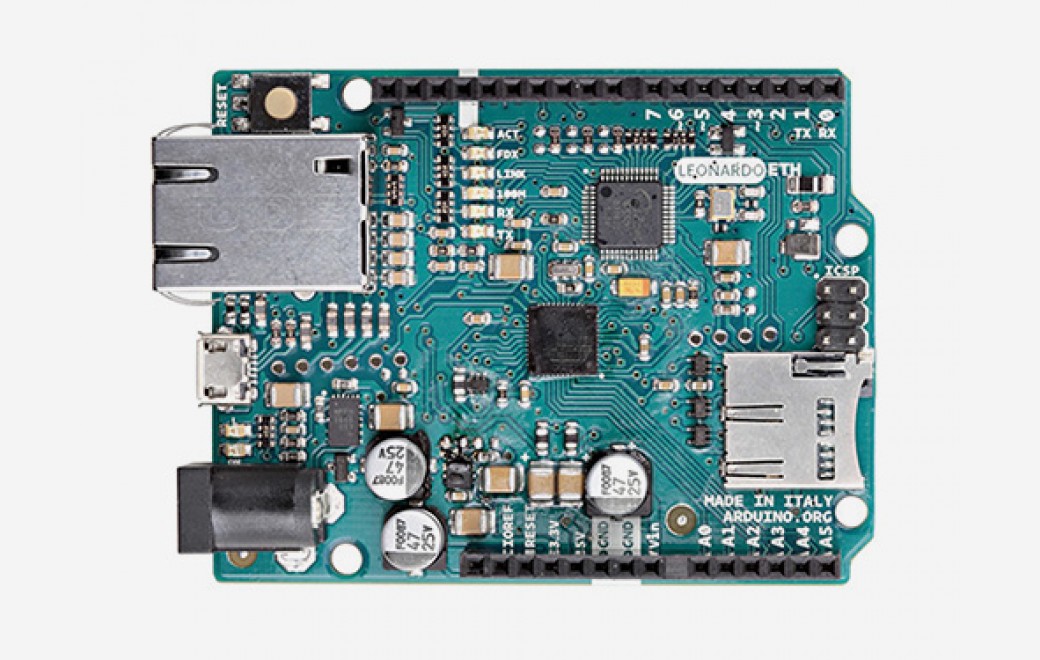 RESET
7
6
~5
4
~3
2
1
0
TX RX
ACT
FDX
LINK
100M
RX
TX
LEONARDO ETH
ICSP
F0087
47
25V
F0087
47
25V
F0087
47
25V
MADE IN ITALY
ARDUINO.ORG
IOREF
RESET
3.3V
5V
GND
GND
Vin
A0
A1
A2
A3
A4
A5